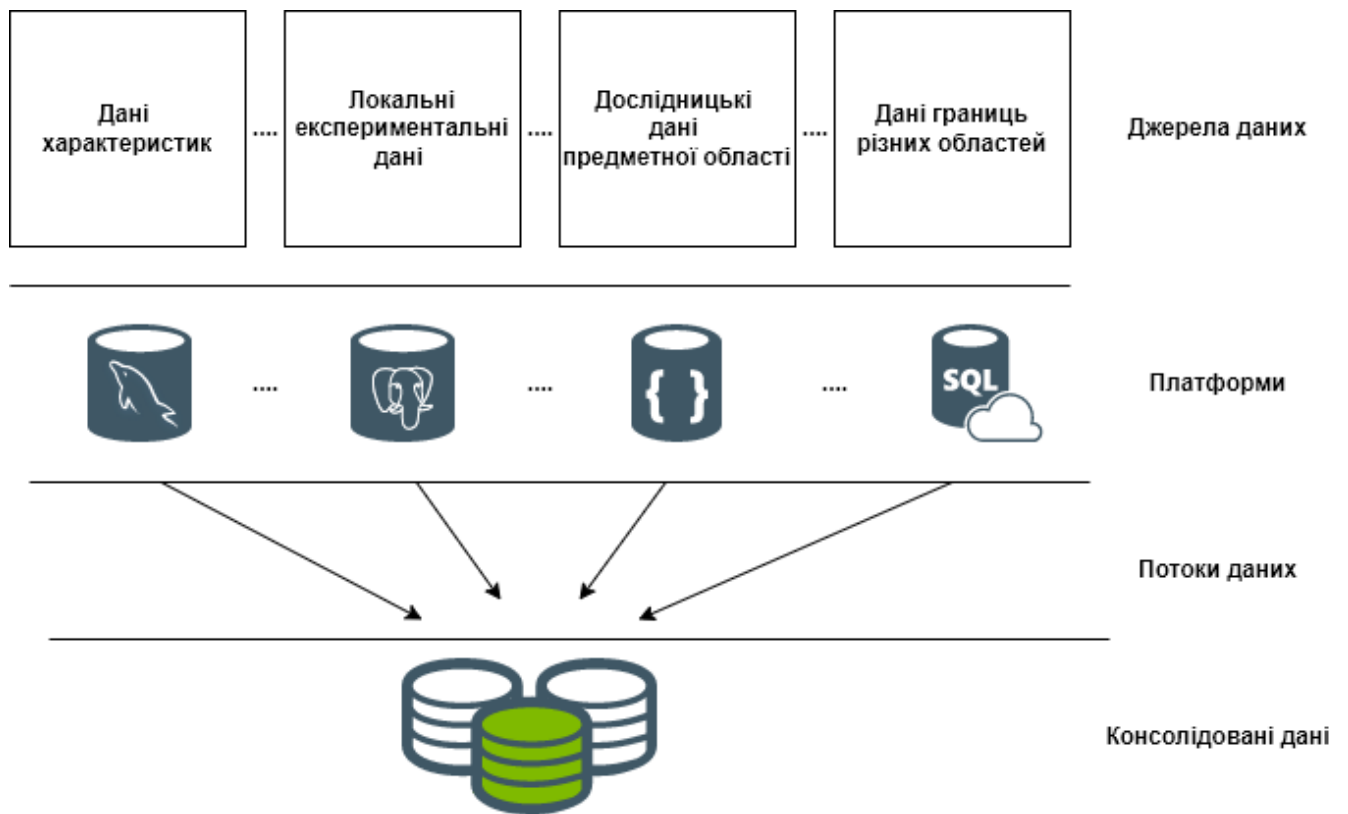 Дані
характеристик
....
Локальні
експериментальні
дані
....
Дослідницькі
дані
предметної області
....
Дані границь
різних областей
Джерела даних
....
....
{ }
....
SQL
Платформи
Потоки даних
Консолідовані дані